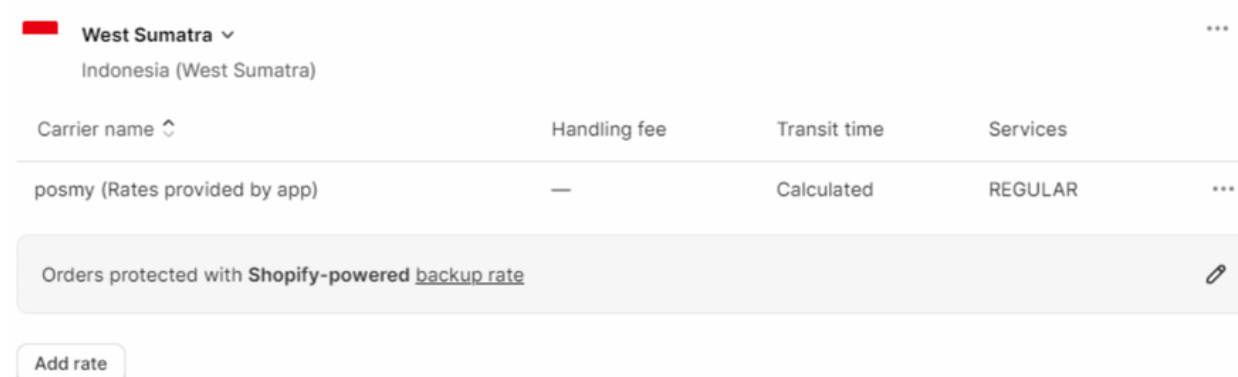 West Sumatra
Indonesia (West Sumatra)
Carrier name Handling fee Transit time Services
posmy (Rates provided by app) — Calculated REGULAR
Orders protected with Shopify-powered backup rate
Add rate